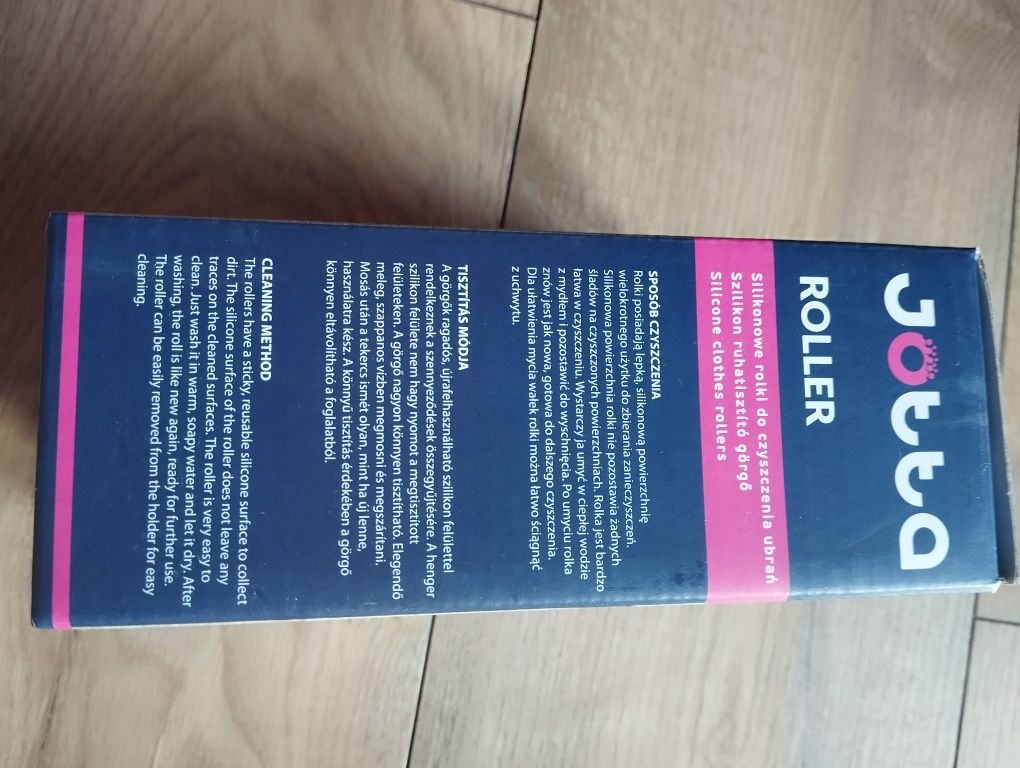 Jotta
ROLLER
Silikonowe rolki do czyszczenia ubrań
Szilikon ruhatisztító görgő
Silicone clothes rollers
SPOSÓB CZYSZCZENIA
Rolki posiadają lepką, silikonową powierzchnię
wielokrotnego użytku do zbierania zanieczyszczeń.
Silikonowa powierzchnia rolki nie pozostawia żadnych
śladów na czyszczonych powierzchniach. Rolka jest bardzo
łatwa w czyszczeniu. Wystarczy ją umyć w ciepłej wodzie
z mydłem i pozostawić do wyschnięcia. Po umyciu rolka
znów jest jak nowa, gotowa do dalszego czyszczenia.
Dla ułatwienia mycia wałek rolki można łatwo ściągnąć
z uchwytu.
TISZTÍTÁS MÓDJA
A görgők ragadós, újrafelhasználható szilikon felülettel
rendelkeznek a szennyeződések összegyűjtésére. A henger
szilikon felülete nem hagy nyomot a megtisztított
felületeken. A görgő nagyon könnyen tisztítható. Elegendő
meleg, szappanos vízben megmosni és megszárítani.
Mosás után a tekercs ismét olyan, mint ha új lenne,
használatra kész. A könnyű tisztítás érdekében a görgő
könnyen eltávolítható a foglalatból.
CLEANING METHOD
The rollers have a sticky, reusable silicone surface to collect
dirt. The silicone surface of the roller does not leave any
traces on the cleaned surfaces. The roller is very easy to
clean. Just wash it in warm, soapy water and let it dry. After
washing, the roll is like new again, ready for further use.
The roller can be easily removed from the holder for easy
cleaning.